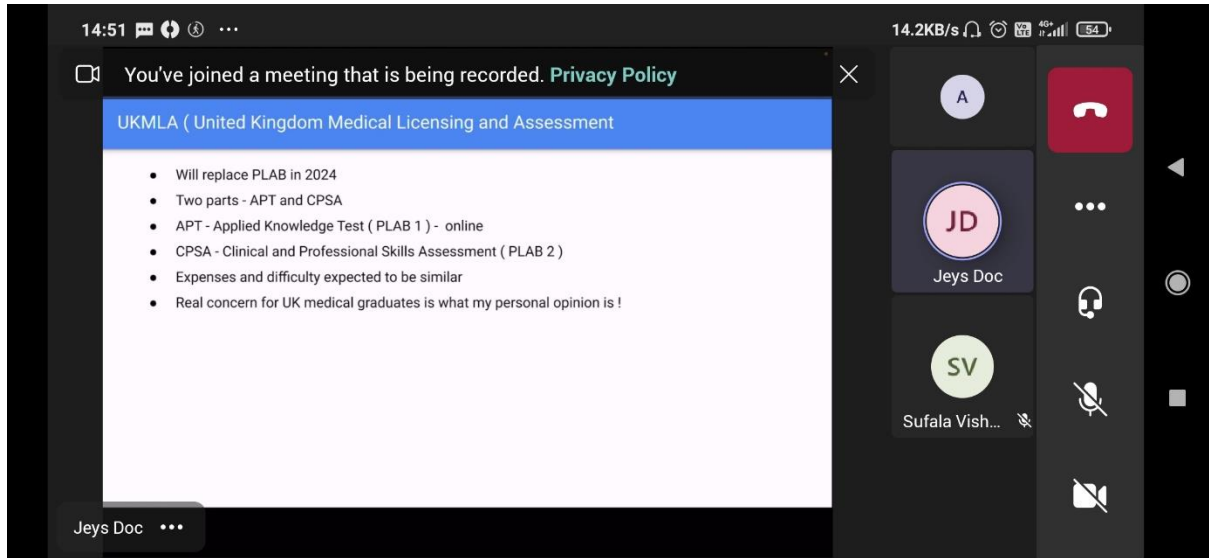 14:51 ...
14.2KB/s Vo LTE 4G+ 54
You've joined a meeting that is being recorded. Privacy Policy
UKMLA ( United Kingdom Medical Licensing and Assessment
• Will replace PLAB in 2024
• Two parts - APT and CPSA
• APT - Applied Knowledge Test ( PLAB 1 ) - online
• CPSA - Clinical and Professional Skills Assessment ( PLAB 2 )
• Expenses and difficulty expected to be similar
• Real concern for UK medical graduates is what my personal opinion is !
A
JD
Jeys Doc
SV
Sufala Vish...
Jeys Doc •••